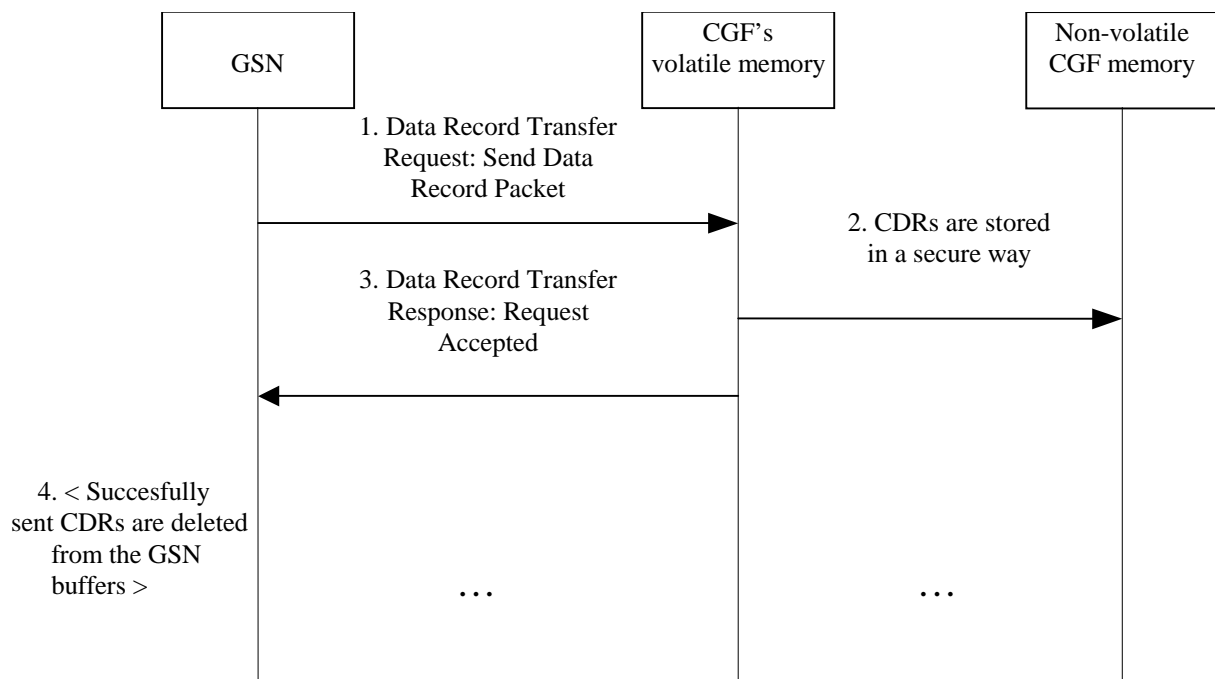 GSN
CGF’s
volatile memory
Non-volatile
CGF memory
1. Data Record Transfer
Request: Send Data
Record Packet
2. CDRs are stored
in a secure way
3. Data Record Transfer
Response: Request
Accepted
4. < Succesfully
sent CDRs are deleted
from the GSN
buffers >
...
...